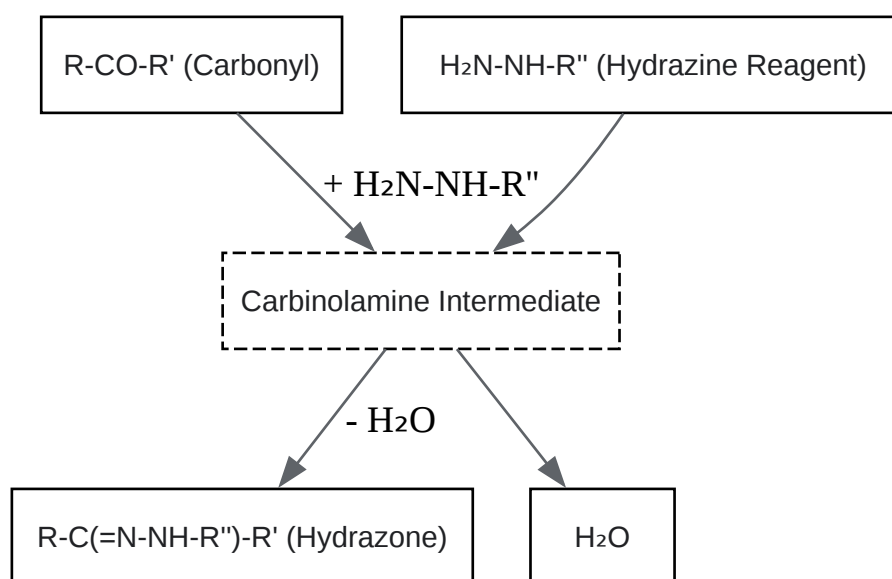 R-CO-R' (Carbonyl)
H₂N-NH-R'' (Hydrazine Reagent)
+ H₂N-NH-R''
Carbinolamine Intermediate
- H₂O
R-C(=N-NH-R'')-R' (Hydrazone)
H₂O